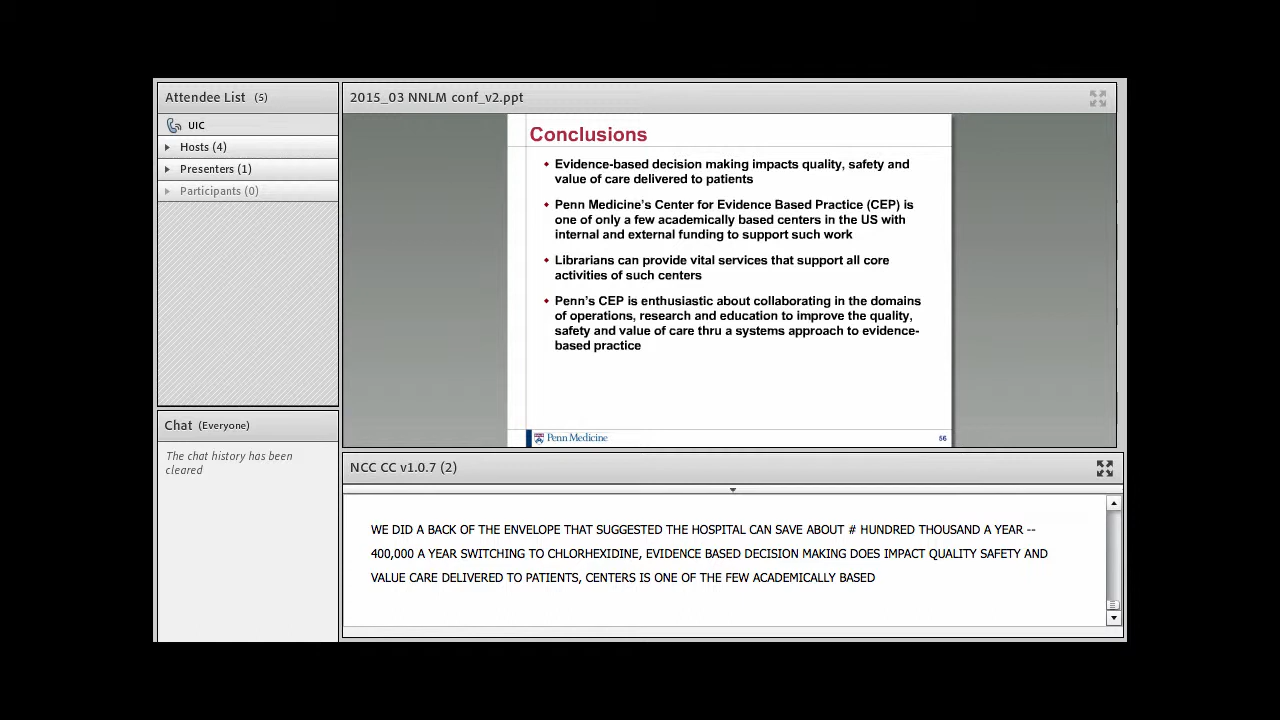 Attendee List (5)
UIC
Hosts (4)
Presenters (1)
Participants (0)
Chat (Everyone)
The chat history has been
cleared
2015_03 NNLM conf_v2.ppt
Conclusions
Evidence-based decision making impacts quality, safety and
value of care delivered to patients
Penn Medicine's Center for Evidence Based Practice (CEP) is
one of only a few academically based centers in the US with
internal and external funding to support such work
Librarians can provide vital services that support all core
activities of such centers
Penn's CEP is enthusiastic about collaborating in the domains
of operations, research and education to improve the quality,
safety and value of care thru a systems approach to evidence-
based practice
Penn Medicine
56
NCC CC v1.0.7 (2)
WE DID A BACK OF THE ENVELOPE THAT SUGGESTED THE HOSPITAL CAN SAVE ABOUT # HUNDRED THOUSAND A YEAR --
400,000 A YEAR SWITCHING TO CHLORHEXIDINE, EVIDENCE BASED DECISION MAKING DOES IMPACT QUALITY SAFETY AND
VALUE CARE DELIVERED TO PATIENTS, CENTERS IS ONE OF THE FEW ACADEMICALLY BASED